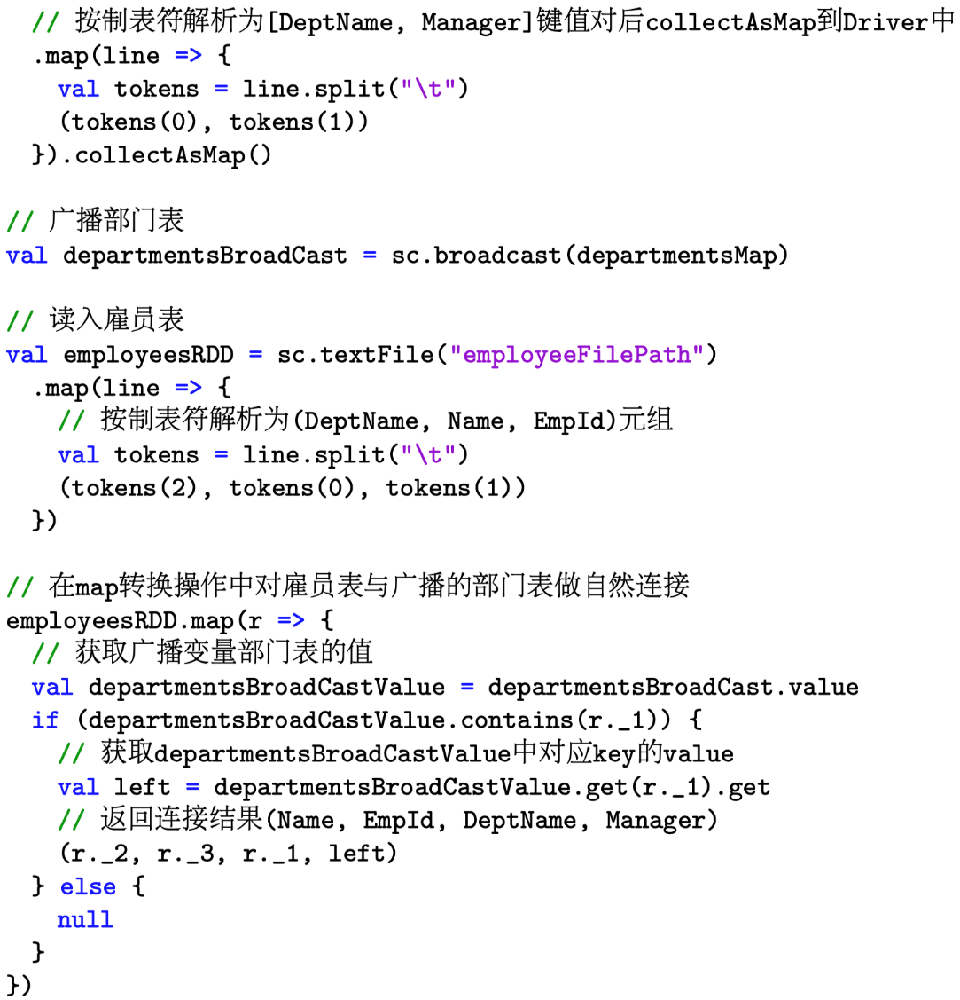 // 按制表符解析为[DeptName, Manager]键值对后collectAsMap到Driver中
.map(line => {
val tokens = line.split("\t")
(tokens(0), tokens(1))
}).collectAsMap()
// 广播部门表
val departmentsBroadCast = sc.broadcast(departmentsMap)
// 读入雇员表
val employeesRDD = sc.textFile("employeeFilePath")
.map(line => {
// 按制表符解析为(DeptName, Name, EmpId)元组
val tokens = line.split("\t")
(tokens(2), tokens(0), tokens(1))
})
// 在map转换操作中对雇员表与广播的部门表做自然连接
employeesRDD.map(r => {
// 获取广播变量部门表的值
val departmentsBroadCastValue = departmentsBroadCast.value
if (departmentsBroadCastValue.contains(r._1)) {
// 获取departmentsBroadCastValue中对应key的value
val left = departmentsBroadCastValue.get(r._1).get
// 返回连接结果(Name, EmpId, DeptName, Manager)
(r._2, r._3, r._1, left)
} else {
null
}
})